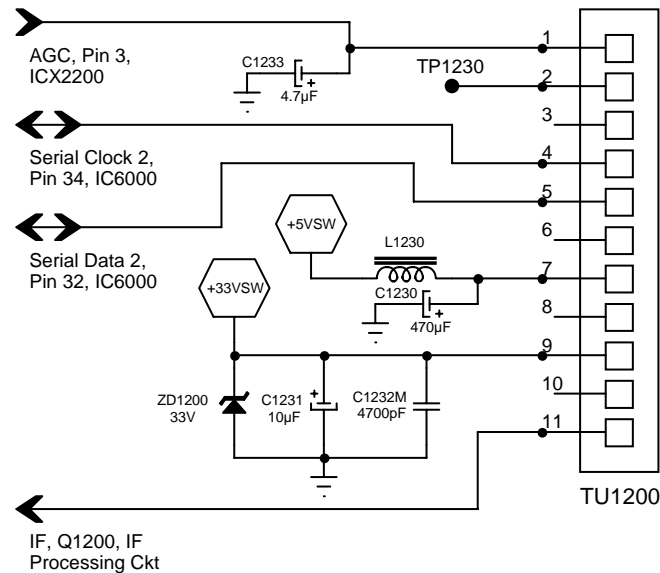 AGC, Pin 3,
ICX2200
C1233
4.7µF
TP1230
1
2
3
4
5
6
7
8
9
10
11
Serial Clock 2,
Pin 34, IC6000
Serial Data 2,
Pin 32, IC6000
+5VSW
L1230
+33VSW
C1230
470µF
ZD1200
33V
C1231
10µF
C1232M
4700pF
TU1200
IF, Q1200, IF
Processing Ckt